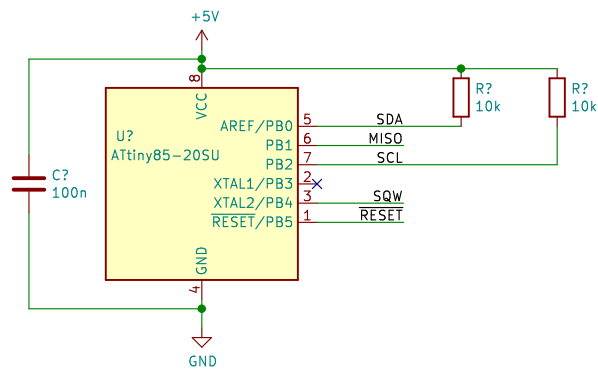 +5V
8
VCC
U?
ATtiny85-20SU
AREF/PB0
5
SDA
PB1
6
MISO
PB2
7
SCL
XTAL1/PB3
2
XTAL2/PB4
3
SQW
RESET/PB5
1
RESET
GND
4
GND
C?
100n
R?
10k
R?
10k